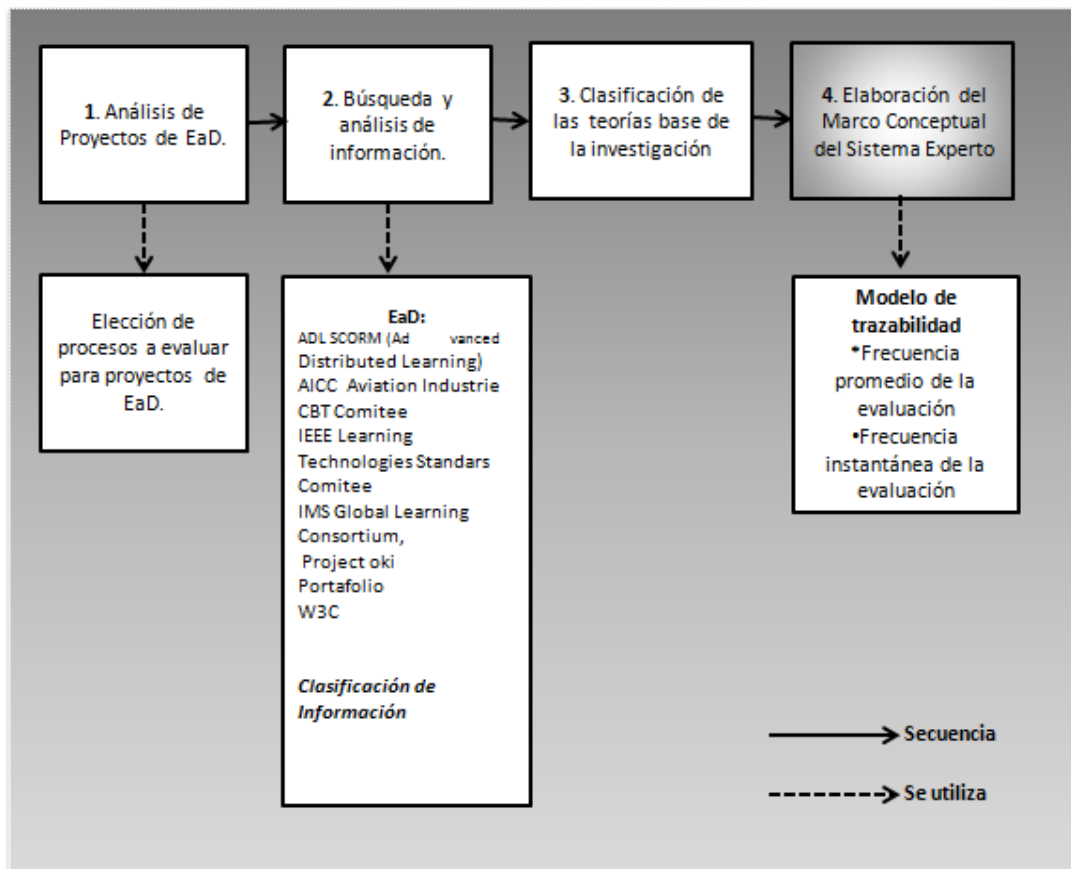 1. Análisis de
Proyectos de EaD.
2. Búsqueda y
análisis de
información.
3. Clasificación de
las teorías base de
la investigación
4. Elaboración del
Marco Conceptual
del Sistema Experto
Elección de
procesos a evaluar
para proyectos de
EaD.
EaD:
ADL SCORM (Ad vanced
Distributed Learning)
AICC Aviation Industrie
CBT Comitee
IEEE Learning
Technologies Standars
Comitee
IMS Global Learning
Consortium,
Project oki
Portafolio
W3C
Clasificación de
Información
Modelo de
trazabilidad
•Frecuencia
promedio de la
evaluación
•Frecuencia
instantánea de la
evaluación
Secuencia
Se utiliza